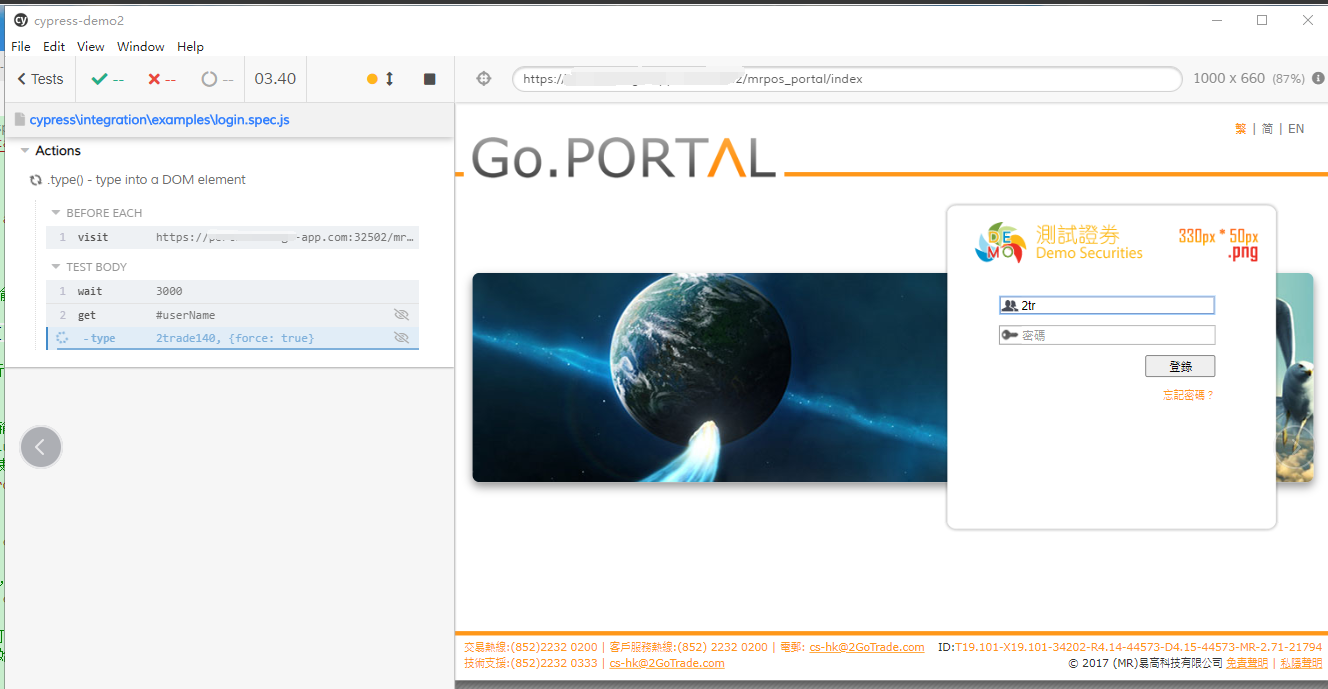 cypress-demo2
File Edit View Window Help
Tests -- -- -- 03.40
https:/ 2/mrpos_portal/index 1000 x 660 (87%)
cypress\integration\examples\login.spec.js
Actions
.type() - type into a DOM element
BEFORE EACH
1 visit https:// -app.com:32502/mr…
TEST BODY
1 wait 3000
2 get #userName
-type 2trade140, {force: true}
繁 | 简 | EN
Go.PORTAL
DEMO
測試證券
Demo Securities
330px * 50px
.png
2tr
密碼
登錄
忘記密碼？
交易熱線:(852)2232 0200 | 客戶服務熱線:(852) 2232 0200 | 電郵: cs-hk@2GoTrade.com ID:T19.101-X19.101-34202-R4.14-44573-D4.15-44573-MR-2.71-21794
技術支援:(852)2232 0333 | cs-hk@2GoTrade.com © 2017 (MR)易高科技有限公司 免責聲明 | 私隱聲明